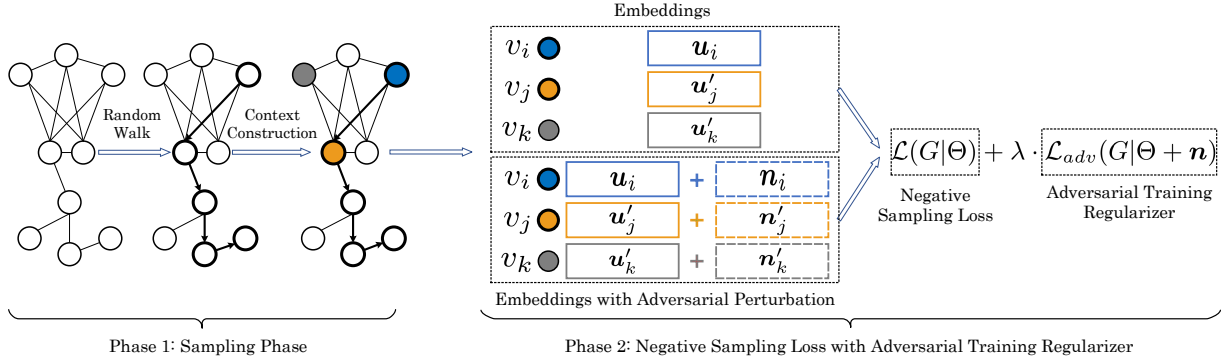 Random
Walk
Context
Construction
Embeddings
v_i u_i
v_j u'_j
v_k u'_k
v_i u_i + n_i
v_j u'_j + n'_j
v_k u'_k + n'_k
Embeddings with Adversarial Perturbation
ℒ(G|Θ) + λ · ℒ_{adv}(G|Θ + n)
Negative
Sampling Loss
Adversarial Training
Regularizer
Phase 1: Sampling Phase
Phase 2: Negative Sampling Loss with Adversarial Training Regularizer